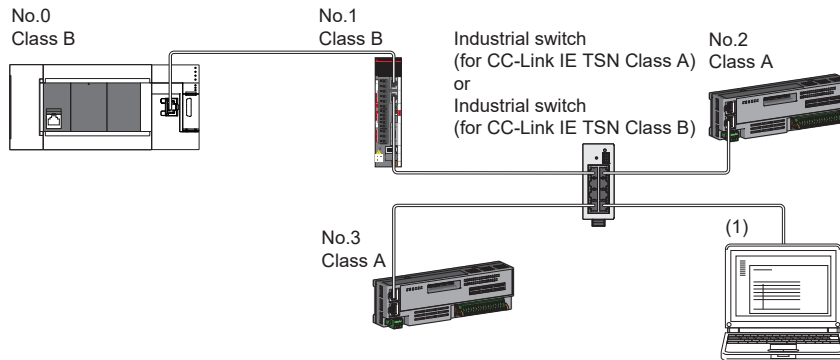 No.0
Class B
No.1
Class B
Industrial switch
(for CC-Link IE TSN Class A)
or
Industrial switch
(for CC-Link IE TSN Class B)
No.2
Class A
No.3
Class A
(1)